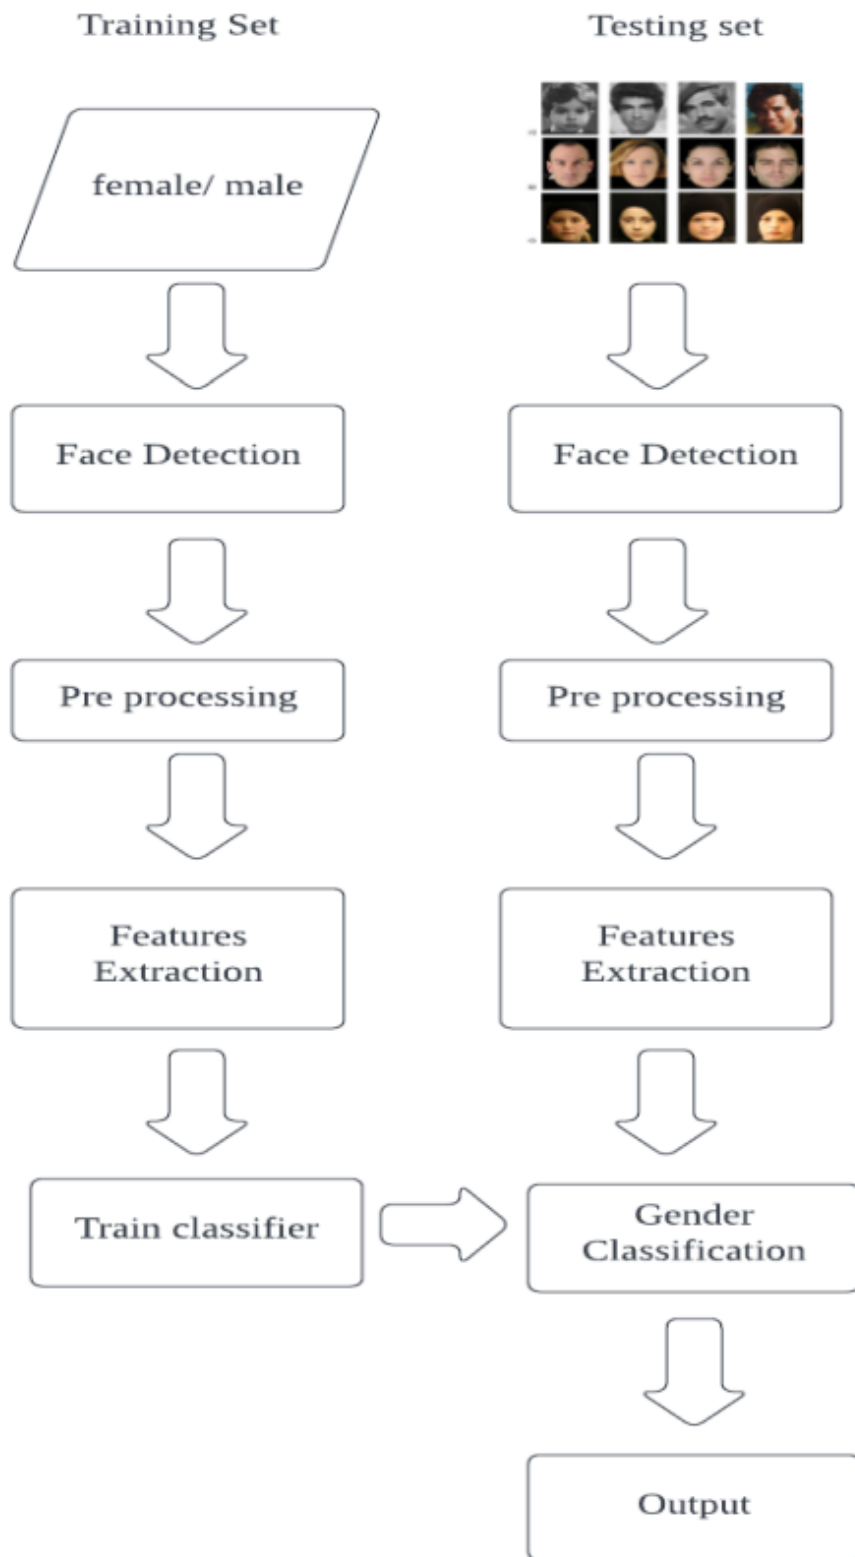 Training Set
Testing set
female/ male
Face Detection
Face Detection
Pre processing
Pre processing
Features
Extraction
Features
Extraction
Train classifier
Gender
Classification
Output